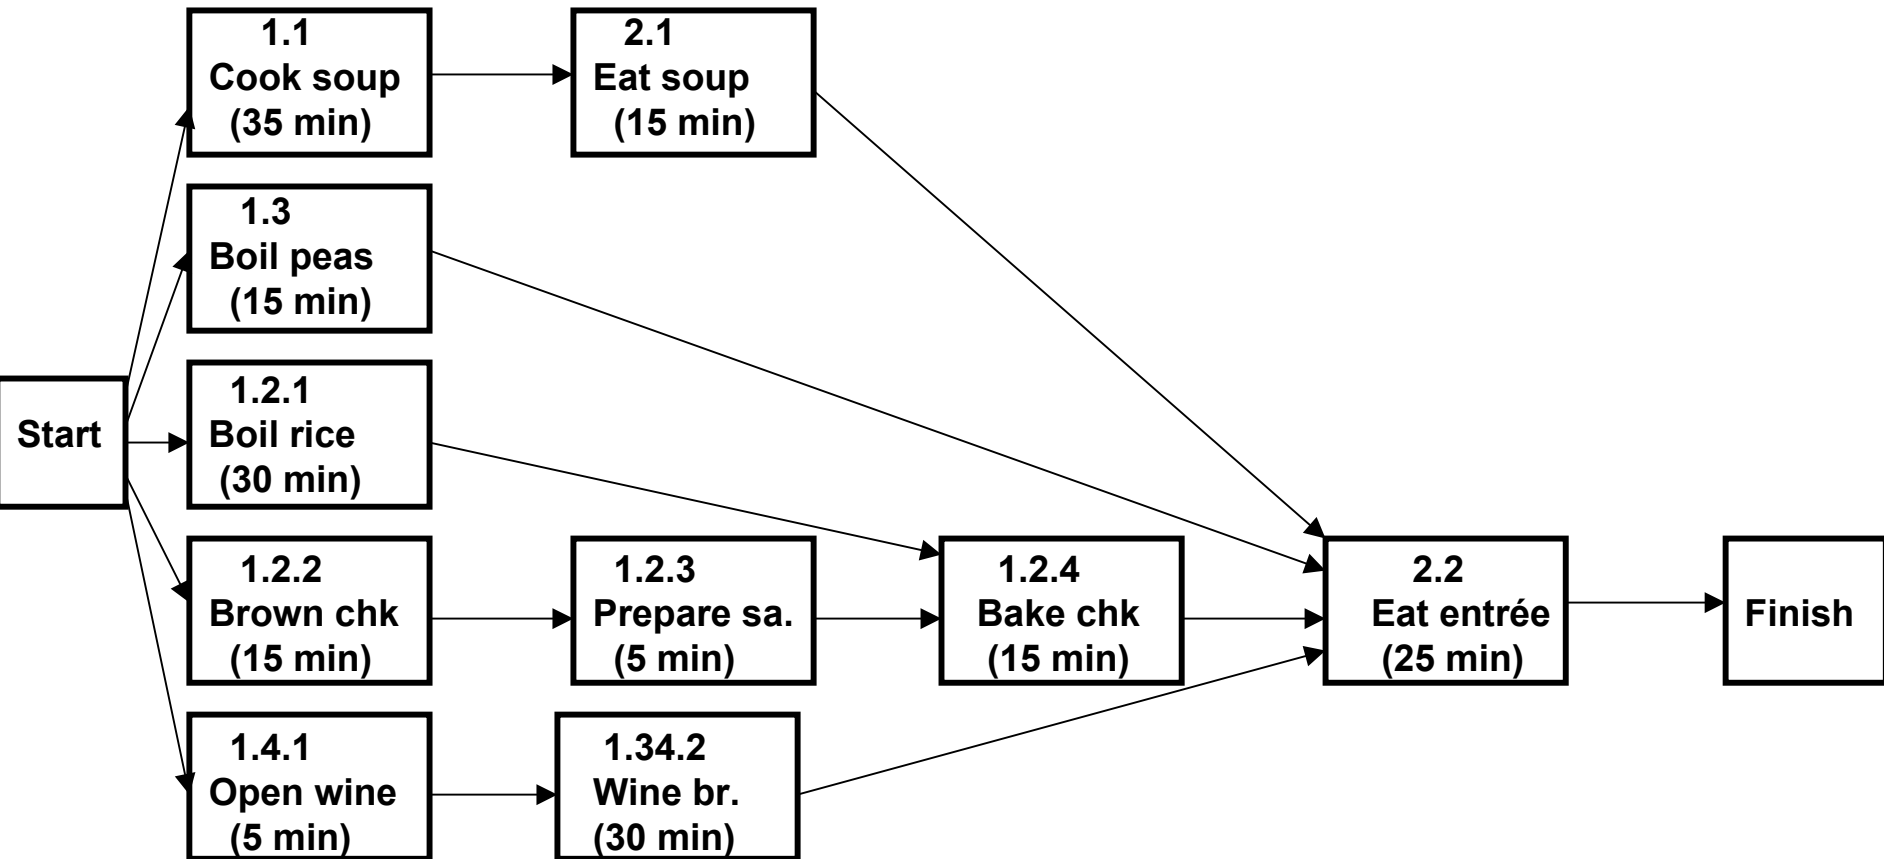 1.1
Cook soup
(35 min)
2.1
Eat soup
(15 min)
1.3
Boil peas
(15 min)
Start
1.2.1
Boil rice
(30 min)
1.2.2
Brown chk
(15 min)
1.2.3
Prepare sa.
(5 min)
1.2.4
Bake chk
(15 min)
2.2
Eat entrée
(25 min)
Finish
1.4.1
Open wine
(5 min)
1.34.2
Wine br.
(30 min)